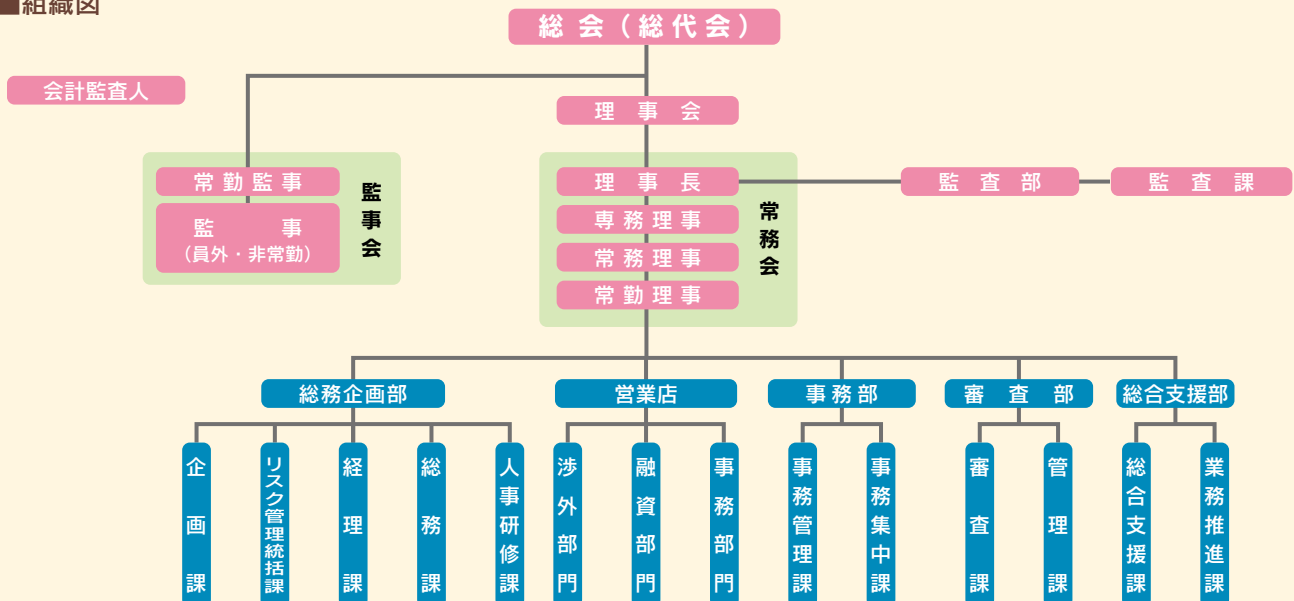 ■組織図
総会（総代会）
会計監査人
理事会
常勤監事
監事
（員外・非常勤）
監事会
理事長
専務理事
常務理事
常勤理事
常務会
監査部
監査課
総務企画部
営業店
事務部
審査部
総合支援部
企画課
リスク管理統括課
経理課
総務課
人事研修課
渉外部門
融資部門
事務部門
事務管理課
事務集中課
審査課
管理課
総合支援課
業務推進課